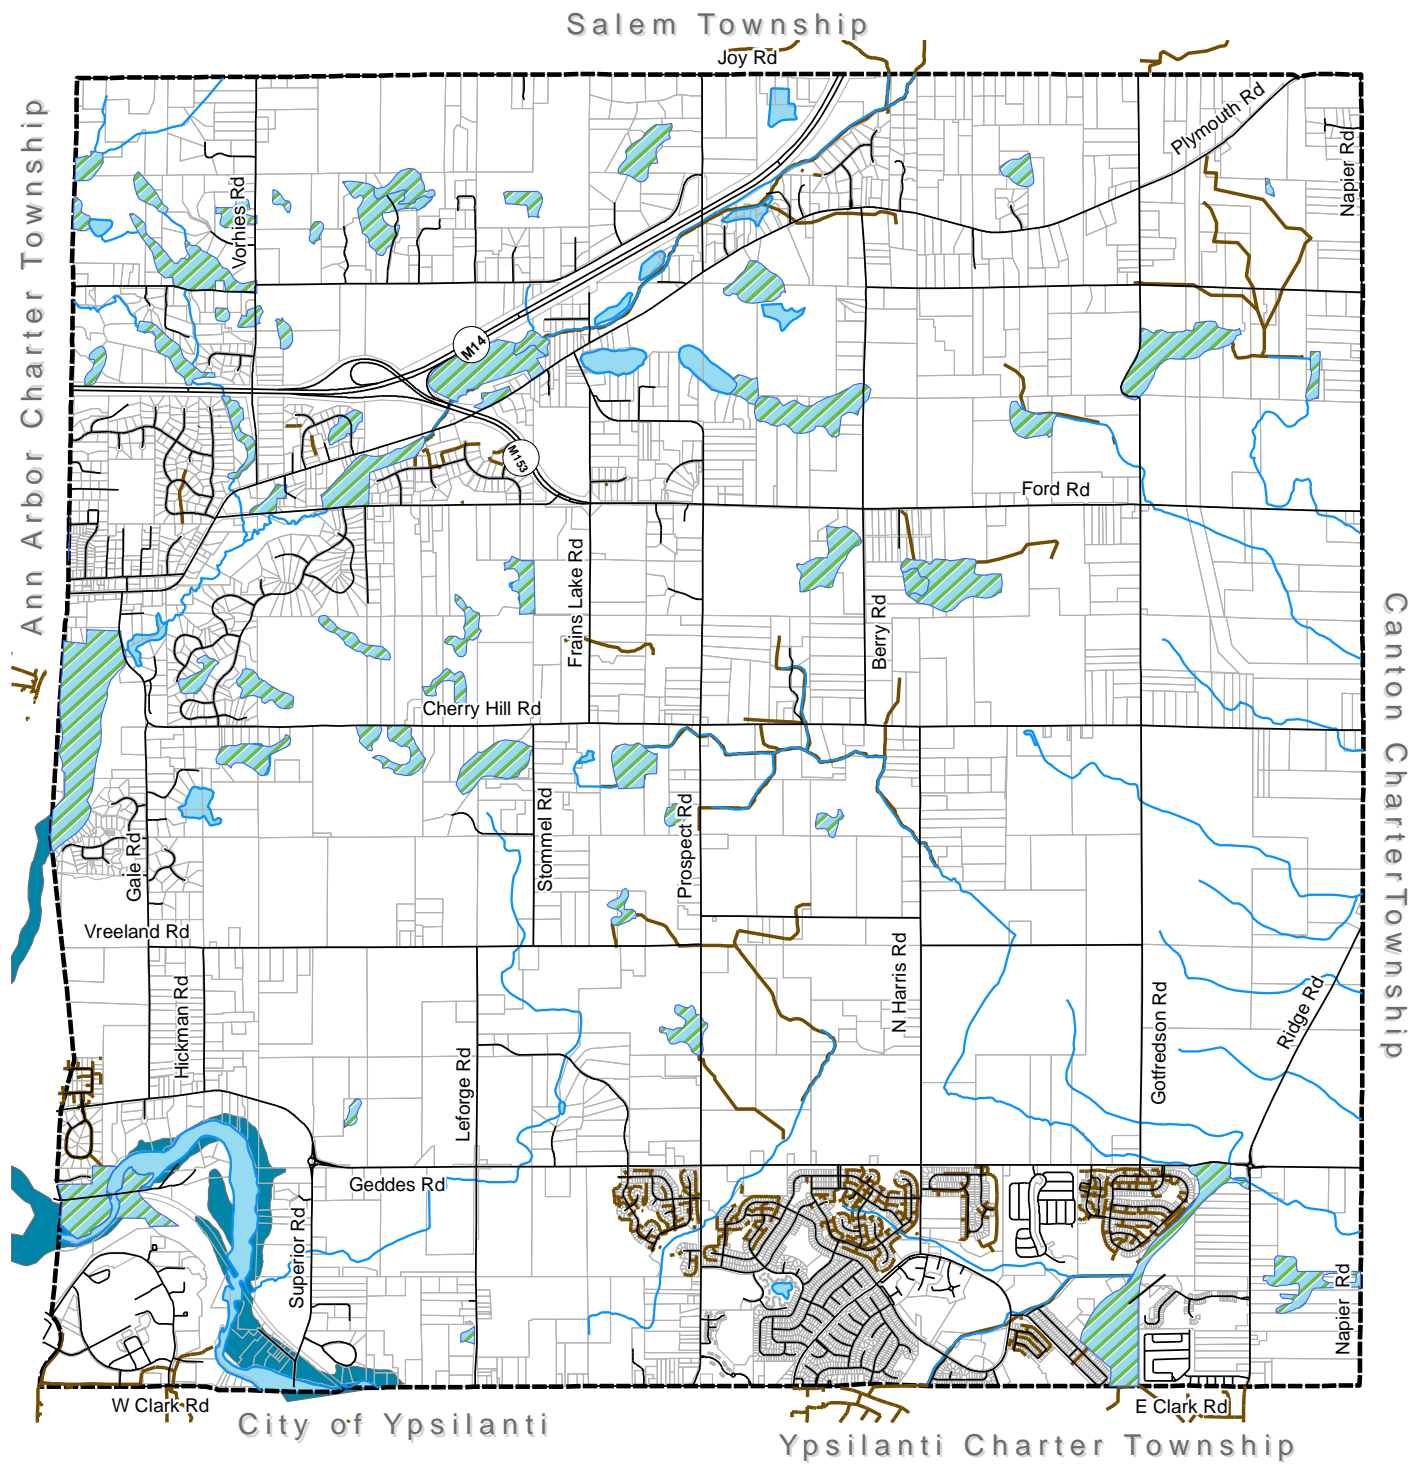 Salem Township
Joy Rd
Plymouth Rd
Napier Rd
Ann Arbor Charter Township
Vorhies Rd
M14
M153
Ford Rd
Frains Lake Rd
Berry Rd
Canton CharterTownship
Cherry Hill Rd
Stommel Rd
Prospect Rd
Gale Rd
Vreeland Rd
N Harris Rd
Hickman Rd
Gotfredson Rd
Ridge Rd
Leforge Rd
Geddes Rd
Superior Rd
Napier Rd
W Clark Rd
E Clark Rd
City of Ypsilanti
Ypsilanti Charter Township